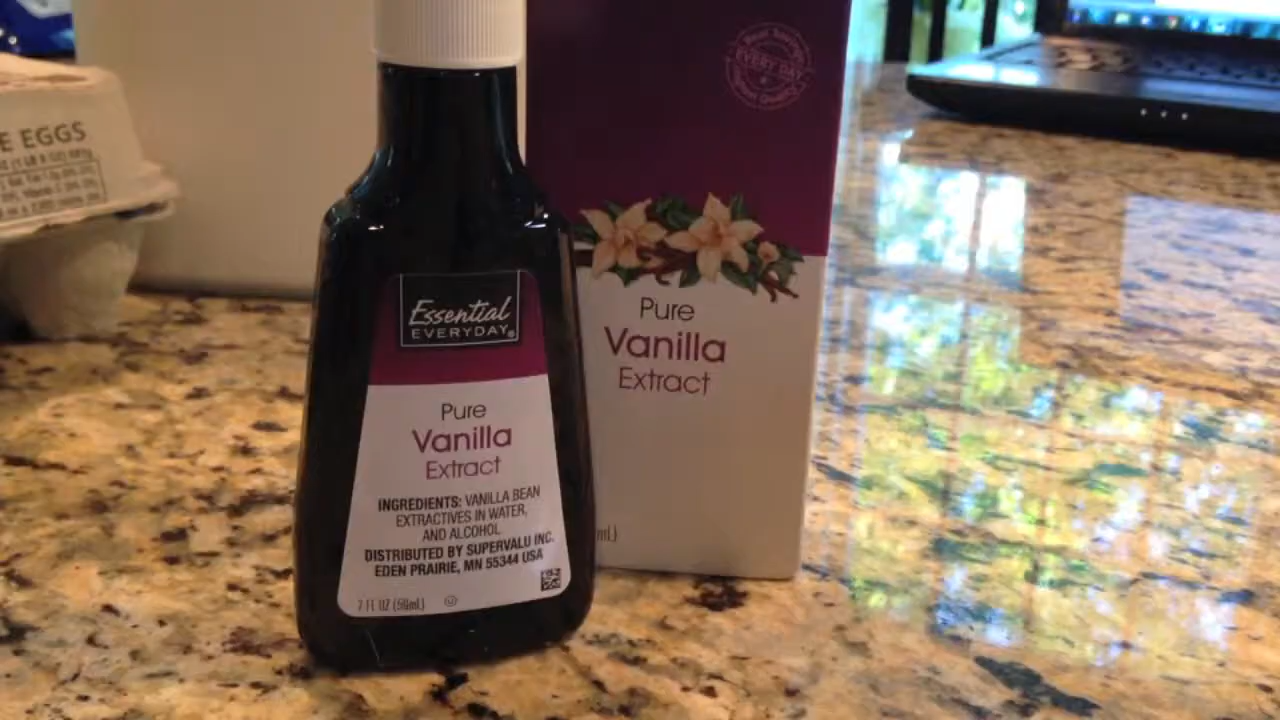 E EGGS
EVERY DAY
Essential
EVERYDAY®
Pure
Vanilla
Extract
INGREDIENTS: VANILLA BEAN
EXTRACTIVES IN WATER,
AND ALCOHOL
DISTRIBUTED BY SUPERVALU INC.
EDEN PRAIRIE, MN 55344 USA
FL OZ (59mL)
Pure
Vanilla
Extract
mL)